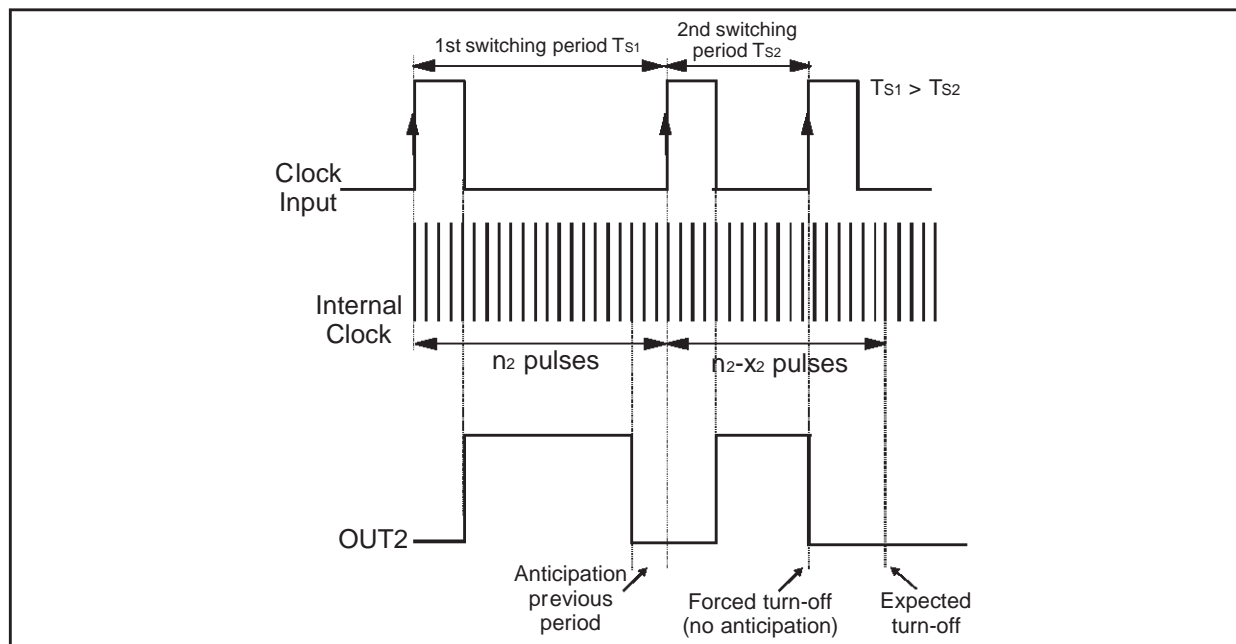 1st switching period TS1
2nd switching
period TS2
TS1 > TS2
Clock
Input
Internal
Clock
n2 pulses
n2-x2 pulses
OUT2
Anticipation
previous
period
Forced turn-off
(no anticipation)
Expected
turn-off